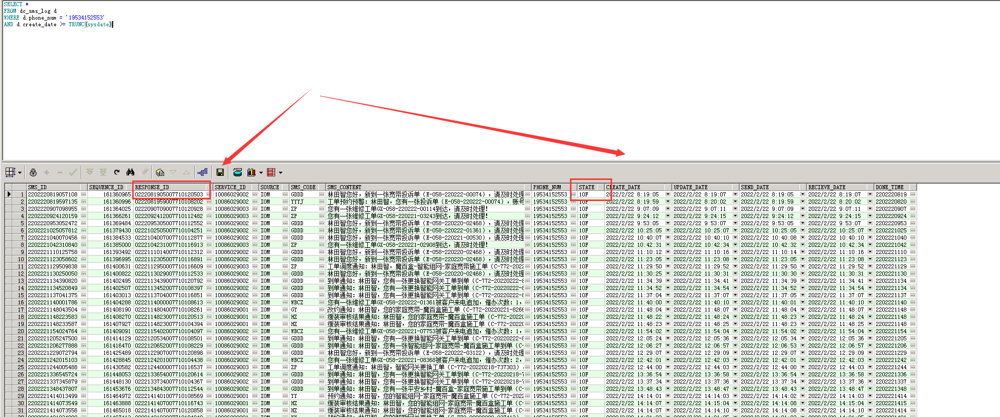 SELECT *
FROM dc_sms_log d
WHERE d.phone_num = '19534152553'
AND d.create_date >= TRUNC(sysdate)
SMS_ID SEQUENCE_ID RESPONSE_ID SERVICE_ID SOURCE SMS_CODE SMS_CONTENT PHONE_NUM STATE CREATE_DATE UPDATE_DATE SEND_DATE RECIEVE_DATE DONE_TIME
1 2202220819057108 161360965 0222081905007710120503 10086029002 IOM GDDD 林田智您好，新到一张宽带投诉单（E-058-220222-00074），请及时处理 19534152553 10F 2022/2/22 8:19:05 2022/2/22 8:19:07 2022/2/22 8:19:05 2022/2/22 8:19:07 2202220819
2 2202220819597135 161360996 0222081959007710108202 10086029002 IOM YYYJ 工单预约预警：林田智，您有一张投诉单（E-058-220222-00074），账号 19534152553 10F 2022/2/22 8:19:59 2022/2/22 8:20:02 2022/2/22 8:19:59 2022/2/22 8:20:02 2202220820
3 2202220907098955 161364025 0222090709007710120928 10086029003 IOM ZP 您有一张维修工单GX-058-220222-00114到达，请及时处理！ 19534152553 10F 2022/2/22 9:07:09 2022/2/22 9:07:11 2022/2/22 9:07:09 2022/2/22 9:07:11 2202220907
4 2202220924120159 161366261 0222092412007710112482 10086029003 IOM ZP 您有一张维修工单GX-058-220221-03243到达，请及时处理！ 19534152553 10F 2022/2/22 9:24:12 2022/2/22 9:24:15 2022/2/22 9:24:12 2022/2/22 9:24:15 2202220924
5 2202220953052472 161369484 0222095305007710112552 10086029002 IOM GDDD 林田智您好，新到一张宽带投诉单（E-058-220220-02468），请及时处理 19534152553 10F 2022/2/22 9:53:05 2022/2/22 9:53:07 2022/2/22 9:53:05 2022/2/22 9:53:07 2202220953
6 2202221025057812 161379430 0222102505007710104251 10086029002 IOM GDDD 林田智您好，新到一张宽带投诉单（E-058-220222-01361），请及时处理 19534152553 10F 2022/2/22 10:25:05 2022/2/22 10:25:07 2022/2/22 10:25:05 2022/2/22 10:25:07 2202221025
7 2202221040070456 161384533 0222104007007710112877 10086029002 IOM GDDD 林田智您好，新到一张宽带投诉单（E-058-220221-00530），请及时处理 19534152553 10F 2022/2/22 10:40:07 2022/2/22 10:40:10 2022/2/22 10:40:08 2022/2/22 10:40:10 2202221040
8 2202221042310840 161385000 0222104231007710116913 10086029003 IOM ZP 您有一张维修工单GX-058-220221-02908到达，请及时处理！ 19534152553 10F 2022/2/22 10:42:31 2022/2/22 10:42:34 2022/2/22 10:42:32 2022/2/22 10:42:34 2202221042
9 2202221110125758 161393492 0222111014007710112312 10086029002 IOM GDDD 林田智您好，新到一张宽带投诉单（E-058-220220-02468），请及时处理 19534152553 10F 2022/2/22 11:10:12 2022/2/22 11:10:16 2022/2/22 11:10:14 2022/2/22 11:10:16 2202221110
10 2202221123058602 161396995 0222112305007710116891 10086029002 IOM GDDD 林田智您好，新到一张宽带投诉单（E-058-220220-02468），请及时处理 19534152553 10F 2022/2/22 11:23:05 2022/2/22 11:23:08 2022/2/22 11:23:05 2022/2/22 11:23:08 2202221123
11 2202221129509838 161400631 0222112950007710116609 10086029003 IOM ZP 工单调度通知：林田智，魔百盒-智能组网-家庭宽带施工单（C-772-2022 19534152553 10F 2022/2/22 11:29:50 2022/2/22 11:29:52 2022/2/22 11:29:50 2022/2/22 11:29:52 2202221129
12 2202221130250050 161400822 0222113029007710112533 10086029002 IOM GDDD 林田智您好，新到一张宽带投诉单（E-058-220220-02468），请及时处理 19534152553 10F 2022/2/22 11:30:25 2022/2/22 11:30:31 2022/2/22 11:30:30 2022/2/22 11:30:31 2202221130
13 2202221134390820 161402495 0222113439007710120792 10086029002 IOM GDDD 到单通知：林田智，您有一张更换智能网关工单到单（C-772-20220222-8 19534152553 10F 2022/2/22 11:34:39 2022/2/22 11:34:41 2022/2/22 11:34:39 2022/2/22 11:34:41 2202221134
14 2202221134520849 161402507 0222113452007710108397 10086029002 IOM GDDD 到单通知：林田智，您有一张更换智能网关工单到单（C-772-20220222-8 19534152553 10F 2022/2/22 11:34:52 2022/2/22 11:34:54 2022/2/22 11:34:52 2022/2/22 11:34:54 2202221134
15 2202221137041375 161403013 0222113704007710116851 10086029002 IOM GDDD 到单通知：林田智，您有一张更换智能网关工单到单（C-772-20220222-8 19534152553 10F 2022/2/22 11:37:04 2022/2/22 11:37:07 2022/2/22 11:37:05 2022/2/22 11:37:07 2202221137
16 2202221140001786 161404288 0222114000007710108613 10086029002 IOM WBCZ 您有一张维修工单GX-058-220222-01361被客户来电追加，催办次数：1， 19534152553 10F 2022/2/22 11:40:00 2022/2/22 11:40:10 2022/2/22 11:40:01 2022/2/22 11:40:10 2202221140
17 2202221148043504 161408190 0222114804007710108261 10086029001 IOM GY 改约通知：林田智，您的家庭宽带-魔百盒施工单（C-772-20220221-8266 19534152553 10F 2022/2/22 11:48:04 2022/2/22 11:48:07 2022/2/22 11:48:04 2022/2/22 11:48:07 2202221148
18 2202221148223583 161408270 0222114823007710120513 10086029001 IOM HZ 缓装审核结果通知：林田智，您的家庭宽带-魔百盒施工单（C-772-2022 19534152553 10F 2022/2/22 11:48:22 2022/2/22 11:48:24 2022/2/22 11:48:23 2022/2/22 11:48:24 2202221148
19 2202221148233587 161407927 0222114823007710104394 10086029001 IOM HZ 缓装审核结果通知：林田智，您的家庭宽带-魔百盒施工单（C-772-2022 19534152553 10F 2022/2/22 11:48:23 2022/2/22 11:48:25 2022/2/22 11:48:23 2022/2/22 11:48:25 2202221148
20 2202221154024764 161409091 0222115402007710104097 10086029002 IOM WBCZ 您有一张维修工单GX-058-220221-07753被客户来电追加，催办次数：1， 19534152553 10F 2022/2/22 11:54:02 2022/2/22 11:54:04 2022/2/22 11:54:02 2022/2/22 11:54:04 2202221154
21 2202221205247500 161414129 0222120534007710108501 10086029002 IOM GDDD 到单通知：林田智，您有一张更换智能网关工单到单（C-772-20220222-8 19534152553 10F 2022/2/22 12:05:24 2022/2/22 12:05:36 2022/2/22 12:05:34 2022/2/22 12:05:36 2202221205
22 2202221206277888 161416470 0222120652007710108229 10086029002 IOM GDDD 到单通知：林田智，您有一张智能组网-家庭宽带-魔百盒施工单到单（C- 19534152553 10F 2022/2/22 12:06:27 2022/2/22 12:06:57 2022/2/22 12:06:53 2022/2/22 12:06:57 2202221206
23 2202221229072794 161425489 0222122907007710120898 10086029002 IOM GDDD 林田智您好，新到一张宽带投诉单（E-058-220222-03122），请及时处理 19534152553 10F 2022/2/22 12:29:07 2022/2/22 12:29:09 2022/2/22 12:29:07 2022/2/22 12:29:09 2202221229
24 2202221242015103 161428845 0222124201007710104438 10086029002 IOM WBCZ 您有一张维修工单GX-058-220221-08368被客户来电追加，催办次数：2， 19534152553 10F 2022/2/22 12:42:01 2022/2/22 12:42:03 2022/2/22 12:42:01 2022/2/22 12:42:03 2202221242
25 2202221244005488 161430582 0222124400007710116537 10086029003 IOM ZP 工单调度通知：林田智，智能网关更换工单（C-772-20220218-737303） 19534152553 10F 2022/2/22 12:44:00 2022/2/22 12:44:03 2022/2/22 12:44:00 2022/2/22 12:44:03 2202221244
26 2202221336545724 161448053 0222133654007710120614 10086029002 IOM GDDD 到单通知：林田智，您有一张更换智能网关工单到单（C-772-20220218-7 19534152553 10F 2022/2/22 13:36:54 2022/2/22 13:36:58 2022/2/22 13:36:56 2022/2/22 13:36:58 2202221336
27 2202221337345879 161448130 0222133734007710104367 10086029002 IOM GDDD 到单通知：林田智，您有一张更换智能网关工单到单（C-772-20220218-7 19534152553 10F 2022/2/22 13:37:34 2022/2/22 13:37:36 2022/2/22 13:37:34 2022/2/22 13:37:36 2202221337
28 2202221348437807 161453676 0222134843007710112544 10086029002 IOM GDDD 到单通知：林田智，您有一张平安乡村-魔百盒-家庭宽带施工单到单（C- 19534152553 10F 2022/2/22 13:48:43 2022/2/22 13:48:47 2022/2/22 13:48:43 2022/2/22 13:48:47 2202221348
29 2202221414013499 161464972 0222141401007710108569 10086029001 IOM YY 预约通知：林田智，您的智能组网-家庭宽带-魔百盒施工单（C-772-2022 19534152553 10F 2022/2/22 14:14:01 2022/2/22 14:14:03 2022/2/22 14:14:02 2022/2/22 14:14:03 2202221414
30 2202221414073549 161463888 0222141407007710116743 10086029001 IOM HZ 缓装审核结果通知：林田智，您的智能组网-家庭宽带-魔百盒施工单（C- 19534152553 10F 2022/2/22 14:14:07 2022/2/22 14:15:04 2022/2/22 14:14:08 2022/2/22 14:15:04 2202221415
31 2202221414073556 161465018 0222141407007710120858 10086029001 IOM HZ 缓装审核结果通知：林田智，您的智能组网-家庭宽带-魔百盒施工单（C- 19534152553 10F 2022/2/22 14:14:07 2022/2/22 14:14:10 2022/2/22 14:14:08 2022/2/22 14:14:10 2202221414